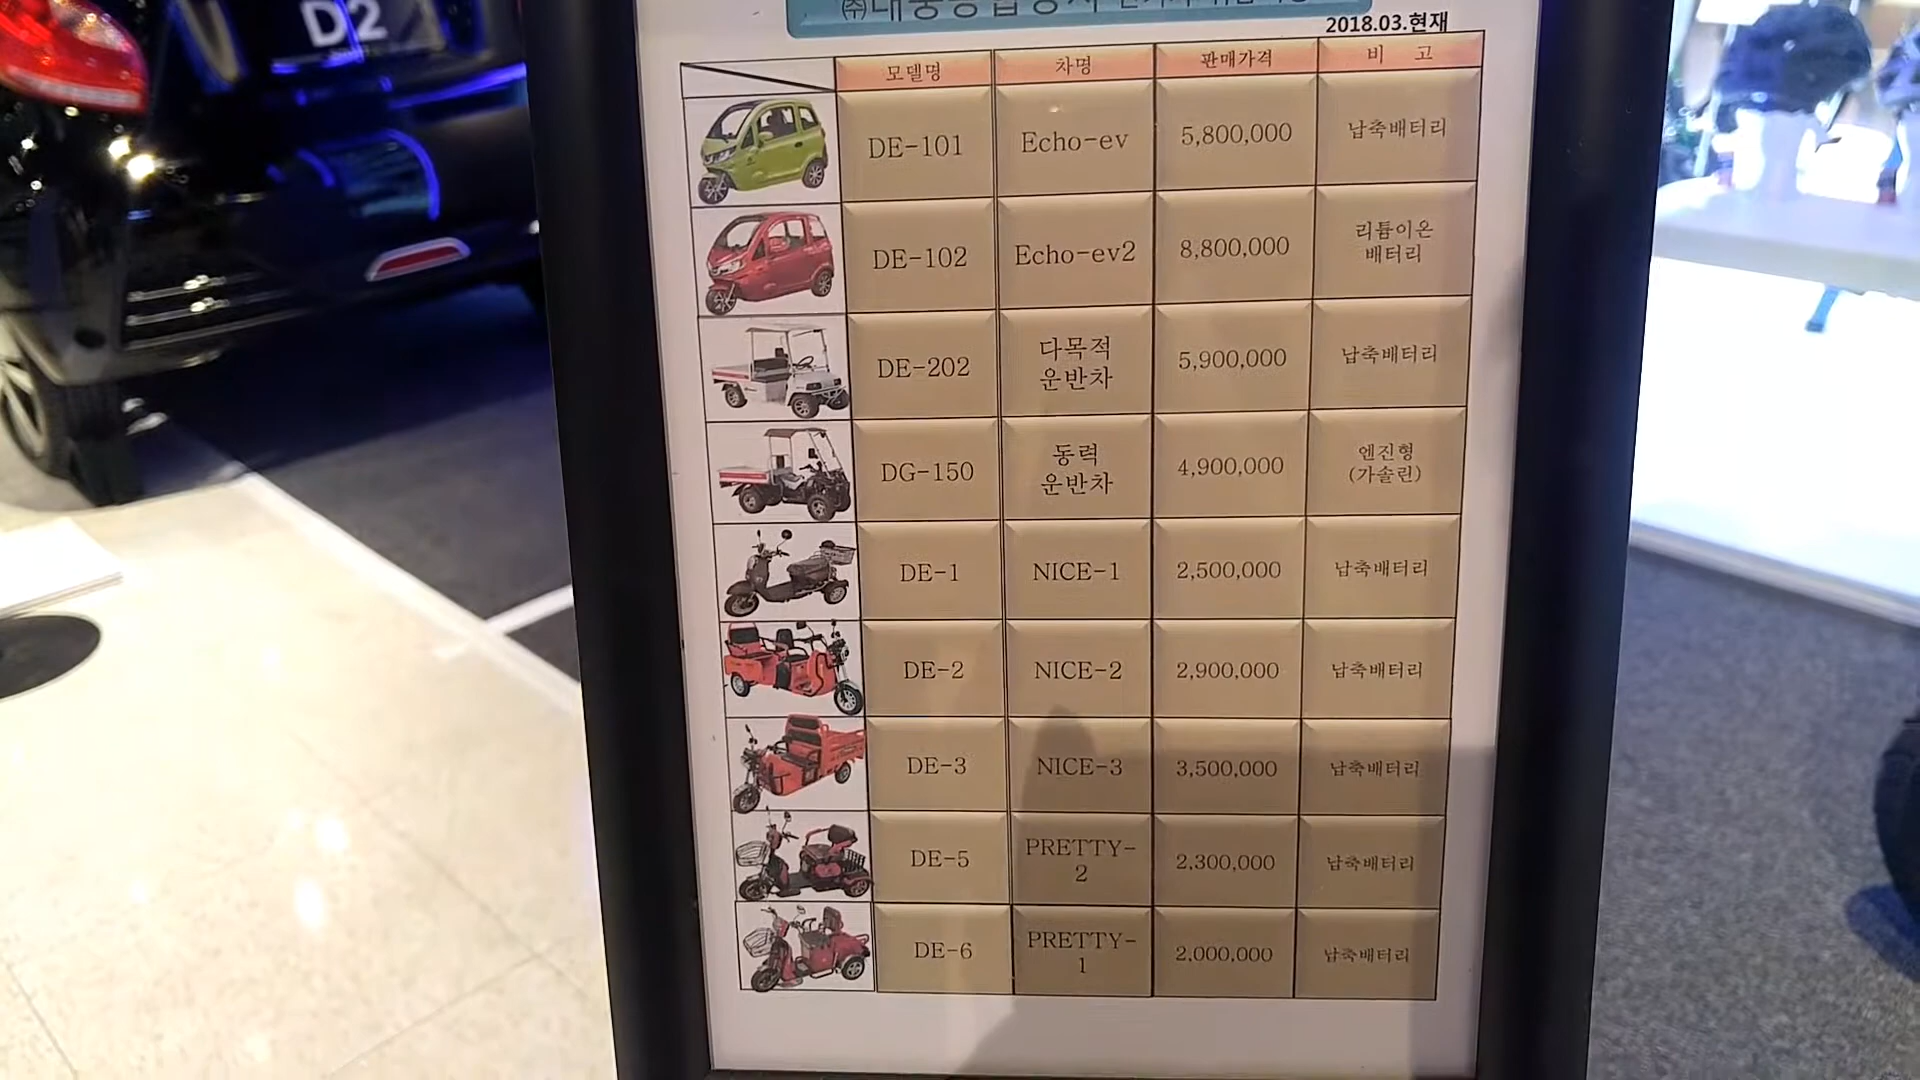 D2
2018.03.현재
모델명 차명 판매가격 비 고
DE-101 Echo-ev 5,800,000 납축배터리
DE-102 Echo-ev2 8,800,000 리튬이온
배터리
DE-202 다목적
운반차 5,900,000 납축배터리
DG-150 동력
운반차 4,900,000 엔진형
(가솔린)
DE-1 NICE-1 2,500,000 납축배터리
DE-2 NICE-2 2,900,000 납축배터리
DE-3 NICE-3 3,500,000 납축배터리
DE-5 PRETTY-
2 2,300,000 납축배터리
DE-6 PRETTY-
1 2,000,000 납축배터리